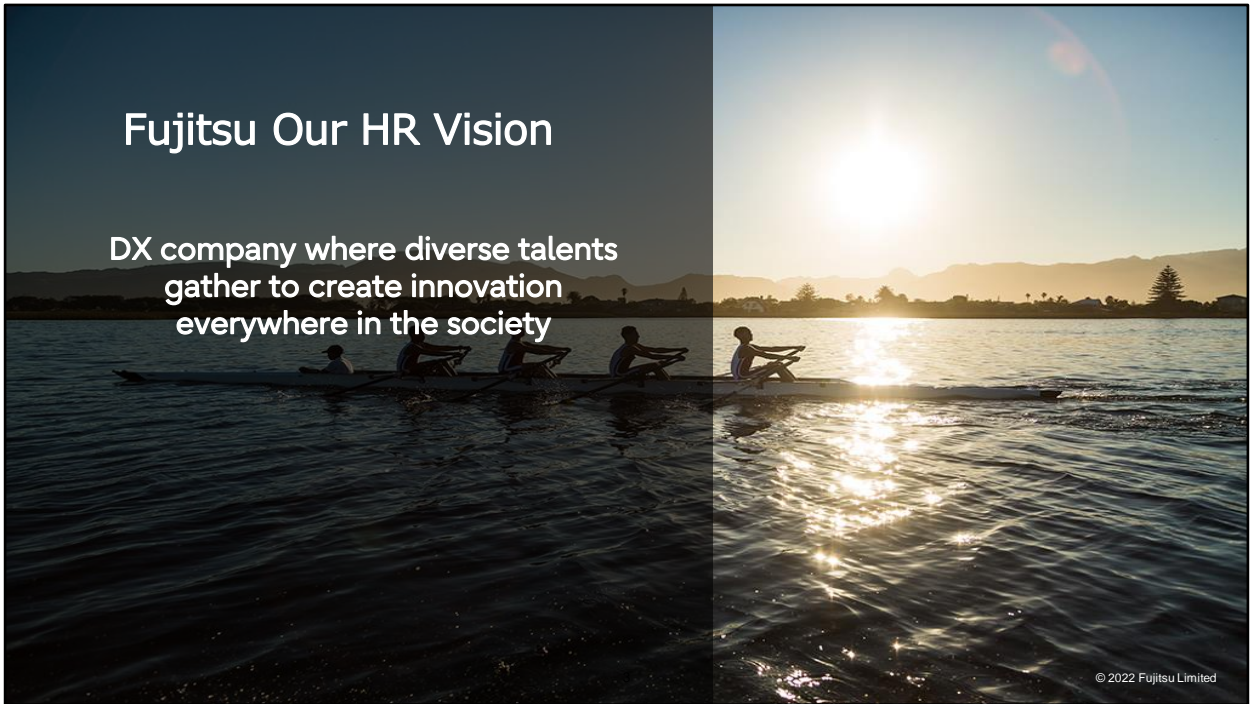 Fujitsu Our HR Vision
DX company where diverse talents
gather to create innovation
everywhere in the society
© 2022 Fujitsu Limited